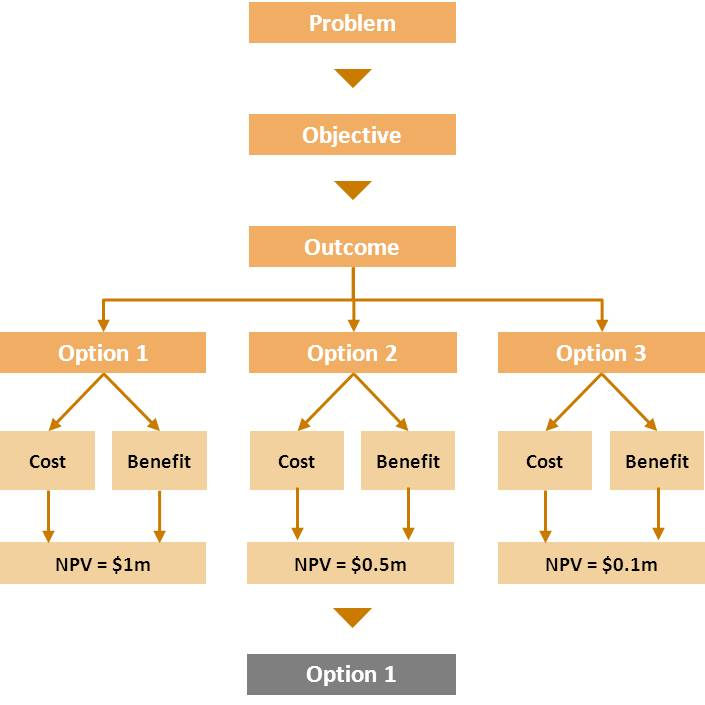 Problem
Objective
Outcome
Option 1
Option 2
Option 3
Cost
Benefit
Cost
Benefit
Cost
Benefit
NPV = $1m
NPV = $0.5m
NPV = $0.1m
Option 1